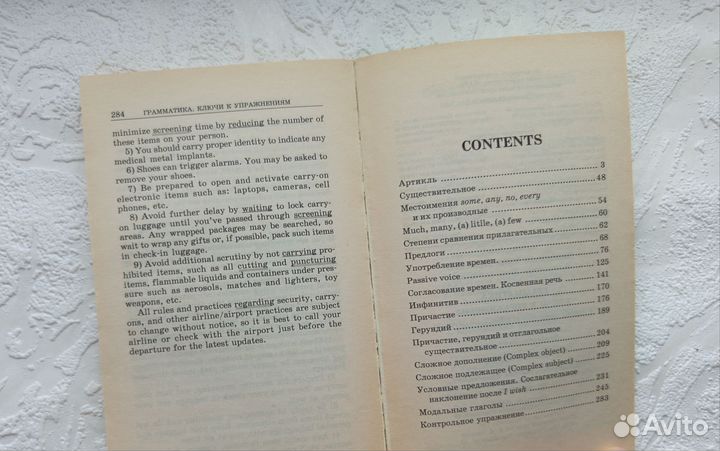 284 ГРАММАТИКА. КЛЮЧИ К УПРАЖНЕНИЯМ
minimize screening time by reducing the number of
these items on your person.
5) You should carry proper identity to indicate any
medical metal implants.
6) Shoes can trigger alarms. You may be asked to
remove your shoes.
7) Be prepared to open and activate carry-on
electronic items such as: laptops, cameras, cell
phones, etc.
8) Avoid further delay by waiting to lock carry-
on luggage until you've passed through screening
areas. Any wrapped packages may be searched, so
wait to wrap any gifts or, if possible, pack such items
in check-in luggage.
9) Avoid additional scrutiny by not carrying pro-
hibited items, such as all cutting and puncturing
items, flammable liquids and containers under pres-
sure such as aerosols, matches and lighters, toy
weapons, etc.
All rules and practices regarding security, carry-
ons, and other airline/airport practices are subject
to change without notice, so it is best to call your
airline or check with the airport just before the
departure for the latest updates.
CONTENTS
Артикль 3
Существительное 48
Местоимения some, any, no, every
и их производные 54
Much, many, (a) litile, (a) few 60
Степени сравнения прилагательных 62
Предлоги 68
Употребление времен. 76
Passive voice 125
Согласование времен. Косвенная речь 141
Инфинитив 170
Причастие 176
Герундий 189
Причастие, герундий и отглагольное
существительное 204
Сложное дополнение (Complex object) 209
Сложное подлежащее (Complex subject) 225
Условные предложения. Сослагательное
наклонение после I wish 231
Модальные глаголы 245
Контрольное упражнение 283
Avito